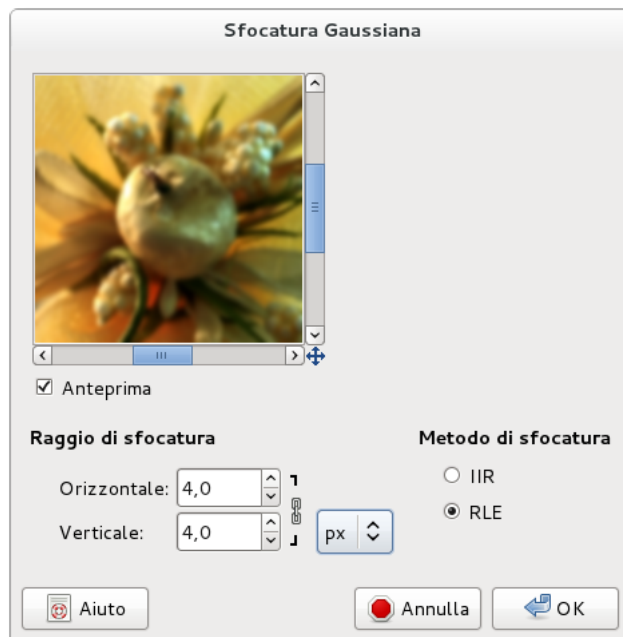 Sfocatura Gaussiana
Anteprima
Raggio di sfocatura
Metodo di sfocatura
Orizzontale: 4,0
IIR
Verticale: 4,0
px
RLE
Aiuto
Annulla
OK